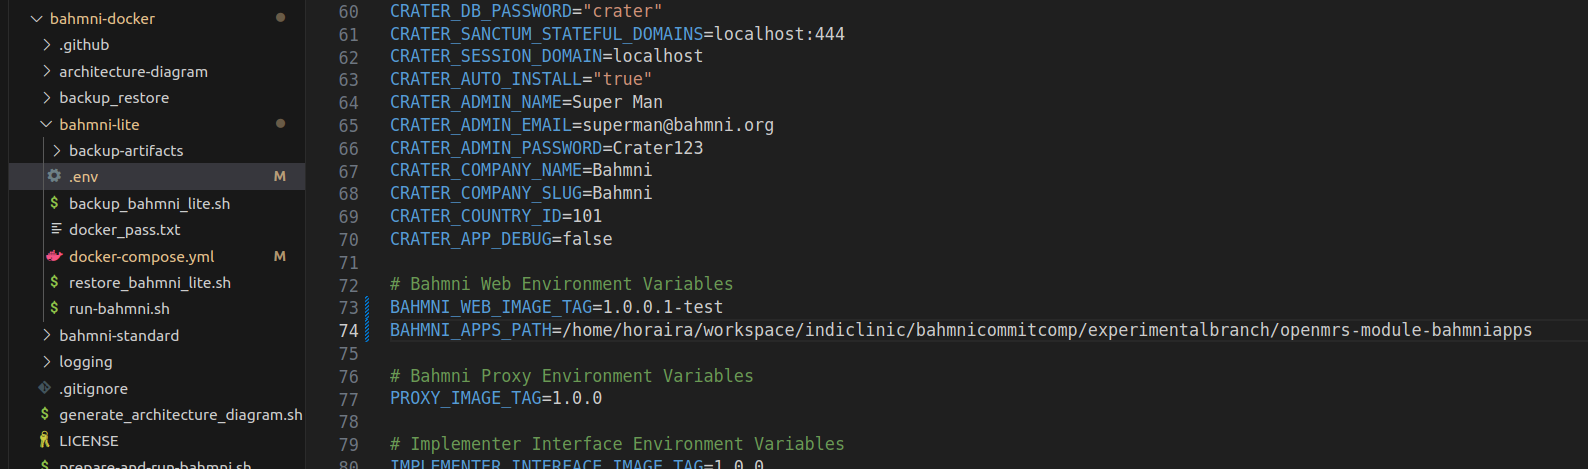 bahmni-docker
.github
architecture-diagram
backup_restore
bahmni-lite
backup-artifacts
.env M
$ backup_bahmni_lite.sh
docker_pass.txt
docker-compose.yml M
$ restore_bahmni_lite.sh
$ run-bahmni.sh
bahmni-standard
logging
.gitignore
$ generate_architecture_diagram.sh
LICENSE
$ prepare-and-run-bahmni.sh
60 CRATER_DB_PASSWORD="crater"
61 CRATER_SANCTUM_STATEFUL_DOMAINS=localhost:444
62 CRATER_SESSION_DOMAIN=localhost
63 CRATER_AUTO_INSTALL="true"
64 CRATER_ADMIN_NAME=Super Man
65 CRATER_ADMIN_EMAIL=superman@bahmni.org
66 CRATER_ADMIN_PASSWORD=Crater123
67 CRATER_COMPANY_NAME=Bahmni
68 CRATER_COMPANY_SLUG=Bahmni
69 CRATER_COUNTRY_ID=101
70 CRATER_APP_DEBUG=false
71
72 # Bahmni Web Environment Variables
73 BAHMNI_WEB_IMAGE_TAG=1.0.0.1-test
74 BAHMNI_APPS_PATH=/home/horaira/workspace/indiclinic/bahmnicommitcomp/experimentalbranch/openmrs-module-bahmniapps
75
76 # Bahmni Proxy Environment Variables
77 PROXY_IMAGE_TAG=1.0.0
78
79 # Implementer Interface Environment Variables
80 IMPLEMENTER_INTERFACE_IMAGE_TAG=1.0.0